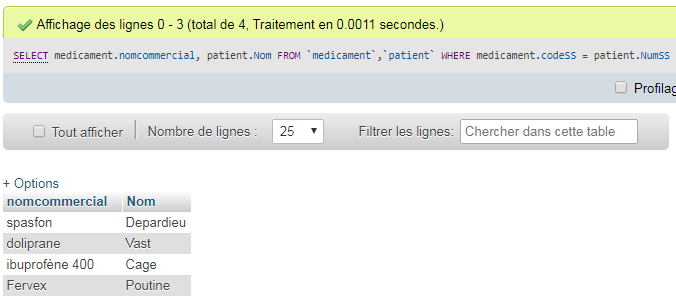 Affichage des lignes 0 - 3 (total de 4, Traitement en 0.0011 secondes.)
SELECT medicament.nomcommercial, patient.Nom FROM `medicament`,`patient` WHERE medicament.codeSS = patient.NumSS
Profilag
Tout afficher Nombre de lignes : 25 Filtrer les lignes: Chercher dans cette table
+ Options
nomcommercial Nom
spasfon Depardieu
doliprane Vast
ibuprofène 400 Cage
Fervex Poutine